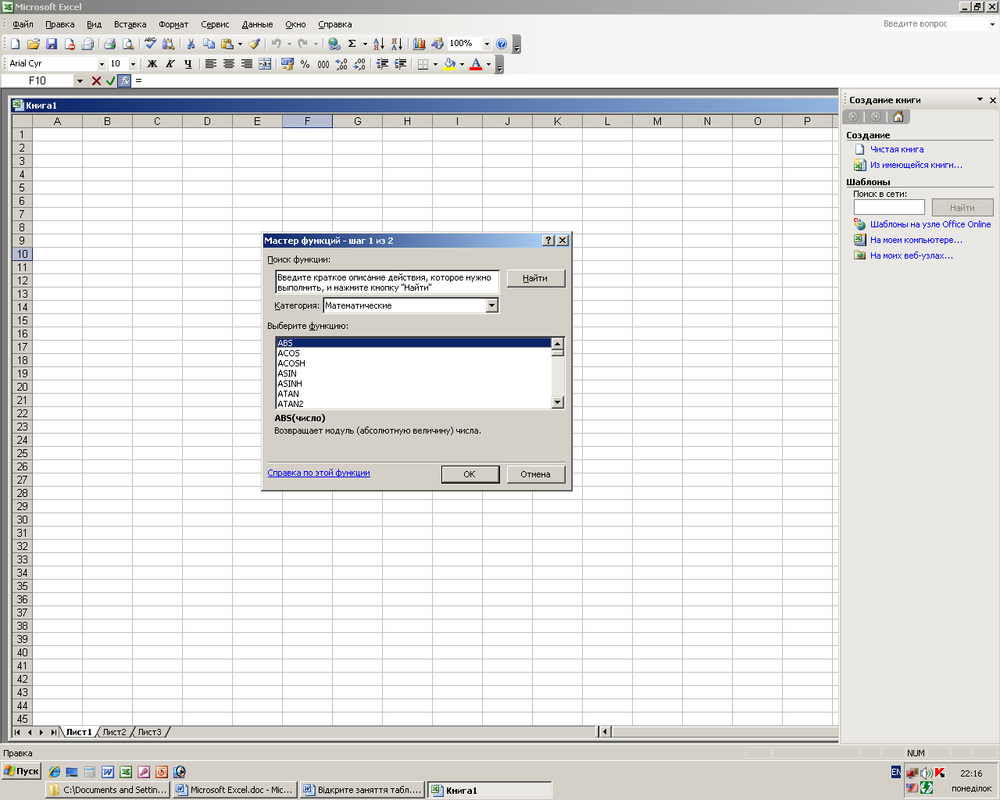 Microsoft Excel
Файл Правка Вид Вставка Формат Сервис Данные Окно Справка
Введите вопрос
100%
Arial Cyr 10 Ж К Ч
% 000
F10 =
Книга1
A B C D E F G H I J K L M N O P
1
2
3
4
5
6
7
8
9
10
11
12
13
14
15
16
17
18
19
20
21
22
23
24
25
26
27
28
29
30
31
32
33
34
35
36
37
38
39
40
41
42
43
44
45
Мастер функций - шаг 1 из 2
Поиск функции:
Введите краткое описание действия, которое нужно
выполнить, и нажмите кнопку "Найти"
Найти
Категория: Математические
Выберите функцию:
ABS
ACOS
ACOSH
ASIN
ASINH
ATAN
ATAN2
ABS(число)
Возвращает модуль (абсолютную величину) числа.
Справка по этой функции
ОК Отмена
Создание книги
Создание
Чистая книга
Из имеющейся книги...
Шаблоны
Поиск в сети:
Найти
Шаблоны на узле Office Online
На моем компьютере...
На моих веб-узлах...
Лист1 Лист2 Лист3
Правка NUM
Пуск
EN 22:16
C:\Documents and Settin... Microsoft Excel.doc - Mic... Відкрите заняття табл.... Книга1
понеділок